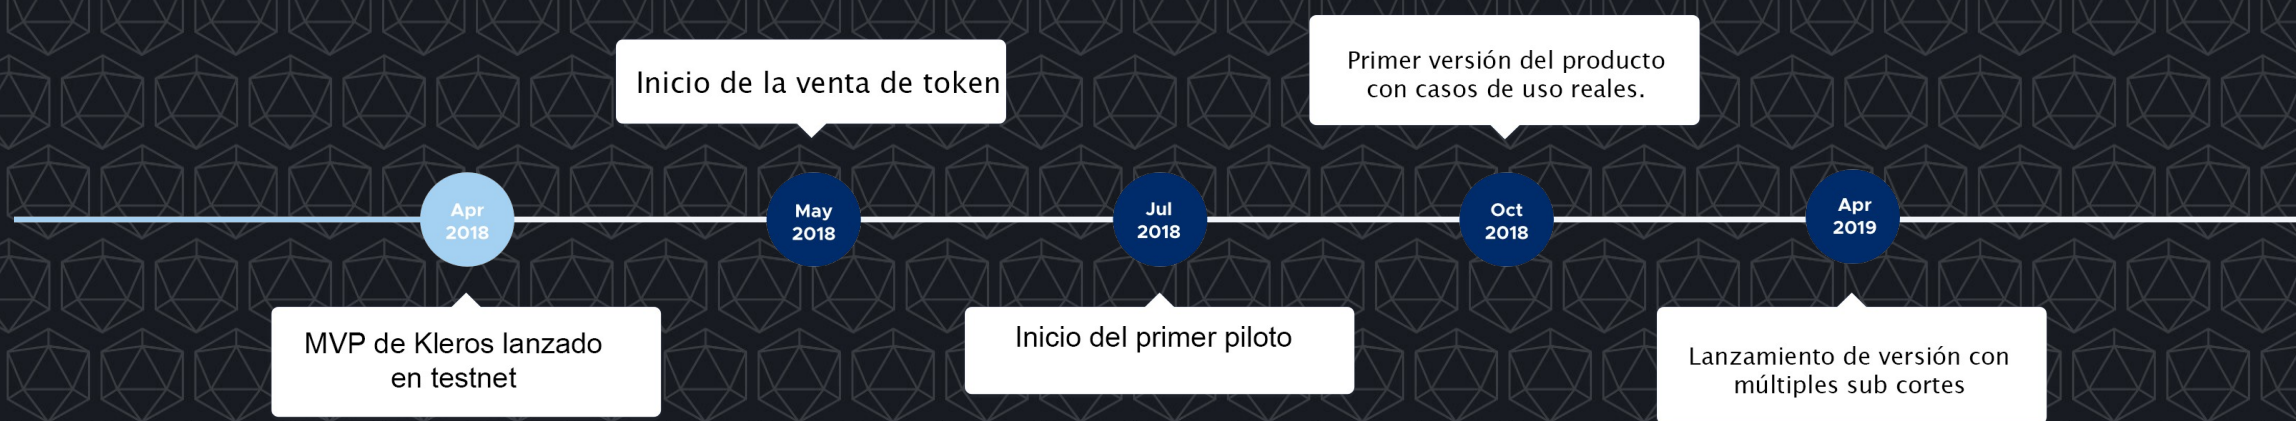 Inicio de la venta de token
Primer versión del producto
con casos de uso reales.
Apr
2018
May
2018
Jul
2018
Oct
2018
Apr
2019
MVP de Kleros lanzado
en testnet
Inicio del primer piloto
Lanzamiento de versión con
múltiples sub cortes